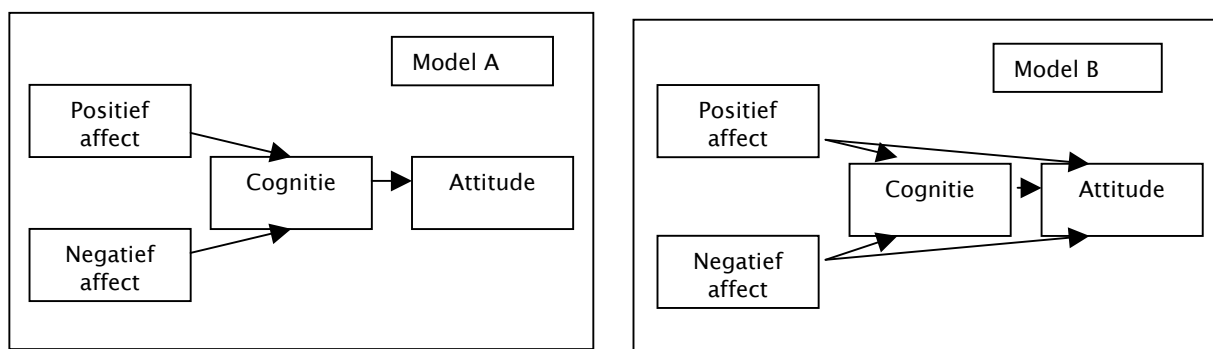 Model A
Positief
affect
Cognitie
Attitude
Negatief
affect
Model B
Positief
affect
Cognitie
Attitude
Negatief
affect